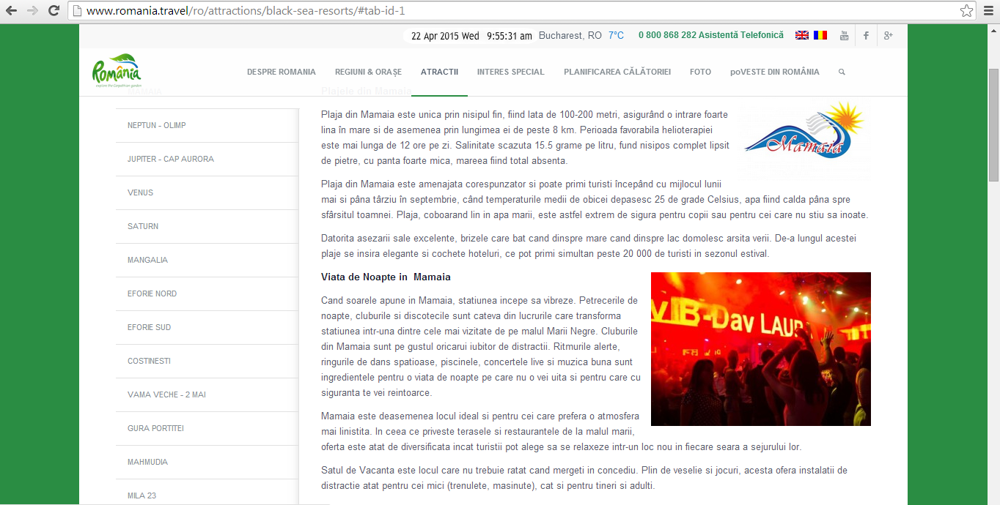 www.romania.travel/ro/attractions/black-sea-resorts/#tab-id-1
22 Apr 2015 Wed 9:55:31 am Bucharest, RO 7°C 0 800 868 282 Asistentă Telefonică
You Tube
România
explore the Carpathian garden
DESPRE ROMANIA REGIUNI & ORAȘE ATRACTII INTERES SPECIAL PLANIFICAREA CĂLĂTORIEI FOTO poVESTE DIN ROMÂNIA
MAMAIA
Plajele din Mamaia
NEPTUN - OLIMP
JUPITER - CAP AURORA
VENUS
SATURN
MANGALIA
EFORIE NORD
EFORIE SUD
COSTINESTI
VAMA VECHE - 2 MAI
GURA PORTITEI
MAHMUDIA
MILA 23
Plaja din Mamaia este unica prin nisipul fin, fiind lata de 100-200 metri, asigurând o intrare foarte
lina în mare si de asemenea prin lungimea ei de peste 8 km. Perioada favorabila helioterapiei
este mai lunga de 12 ore pe zi. Salinitate scazuta 15.5 grame pe litru, fund nisipos complet lipsit
de pietre, cu panta foarte mica, mareea fiind total absenta.
Mamaia
Plaja din Mamaia este amenajata corespunzator si poate primi turisti începând cu mijlocul lunii
mai si pâna târziu în septembrie, când temperaturile medii de obicei depasesc 25 de grade Celsius, apa fiind calda pâna spre
sfârsitul toamnei. Plaja, coboarand lin in apa marii, este astfel extrem de sigura pentru copii sau pentru cei care nu stiu sa inoate.
Datorita asezarii sale excelente, brizele care bat cand dinspre mare cand dinspre lac domolesc arsita verii. De-a lungul acestei
plaje se insira elegante si cochete hoteluri, ce pot primi simultan peste 20 000 de turisti in sezonul estival.
Viata de Noapte in Mamaia
Cand soarele apune in Mamaia, statiunea incepe sa vibreze. Petrecerile de
noapte, cluburile si discotecile sunt cateva din lucrurile care transforma
statiunea intr-una dintre cele mai vizitate de pe malul Marii Negre. Cluburile
din Mamaia sunt pe gustul oricarui iubitor de distractii. Ritmurile alerte,
ringurile de dans spatioase, piscinele, concertele live si muzica buna sunt
ingredientele pentru o viata de noapte pe care nu o vei uita si pentru care cu
siguranta te vei reintoarce.
VIB-Dav LAUR
Mamaia este deasemenea locul ideal si pentru cei care prefera o atmosfera
mai linistita. In ceea ce priveste terasele si restaurantele de la malul marii,
oferta este atat de diversificata incat turistii pot alege sa se relaxeze intr-un loc nou in fiecare seara a sejurului lor.
Satul de Vacanta este locul care nu trebuie ratat cand mergeti in concediu. Plin de veselie si jocuri, acesta ofera instalatii de
distractie atat pentru cei mici (trenulete, masinute), cat si pentru tineri si adulti.